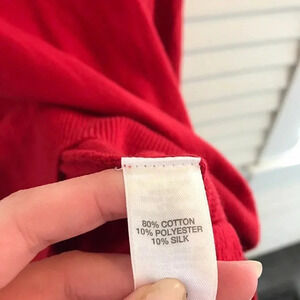 80% COTTON
10% POLYESTER
10% SILK